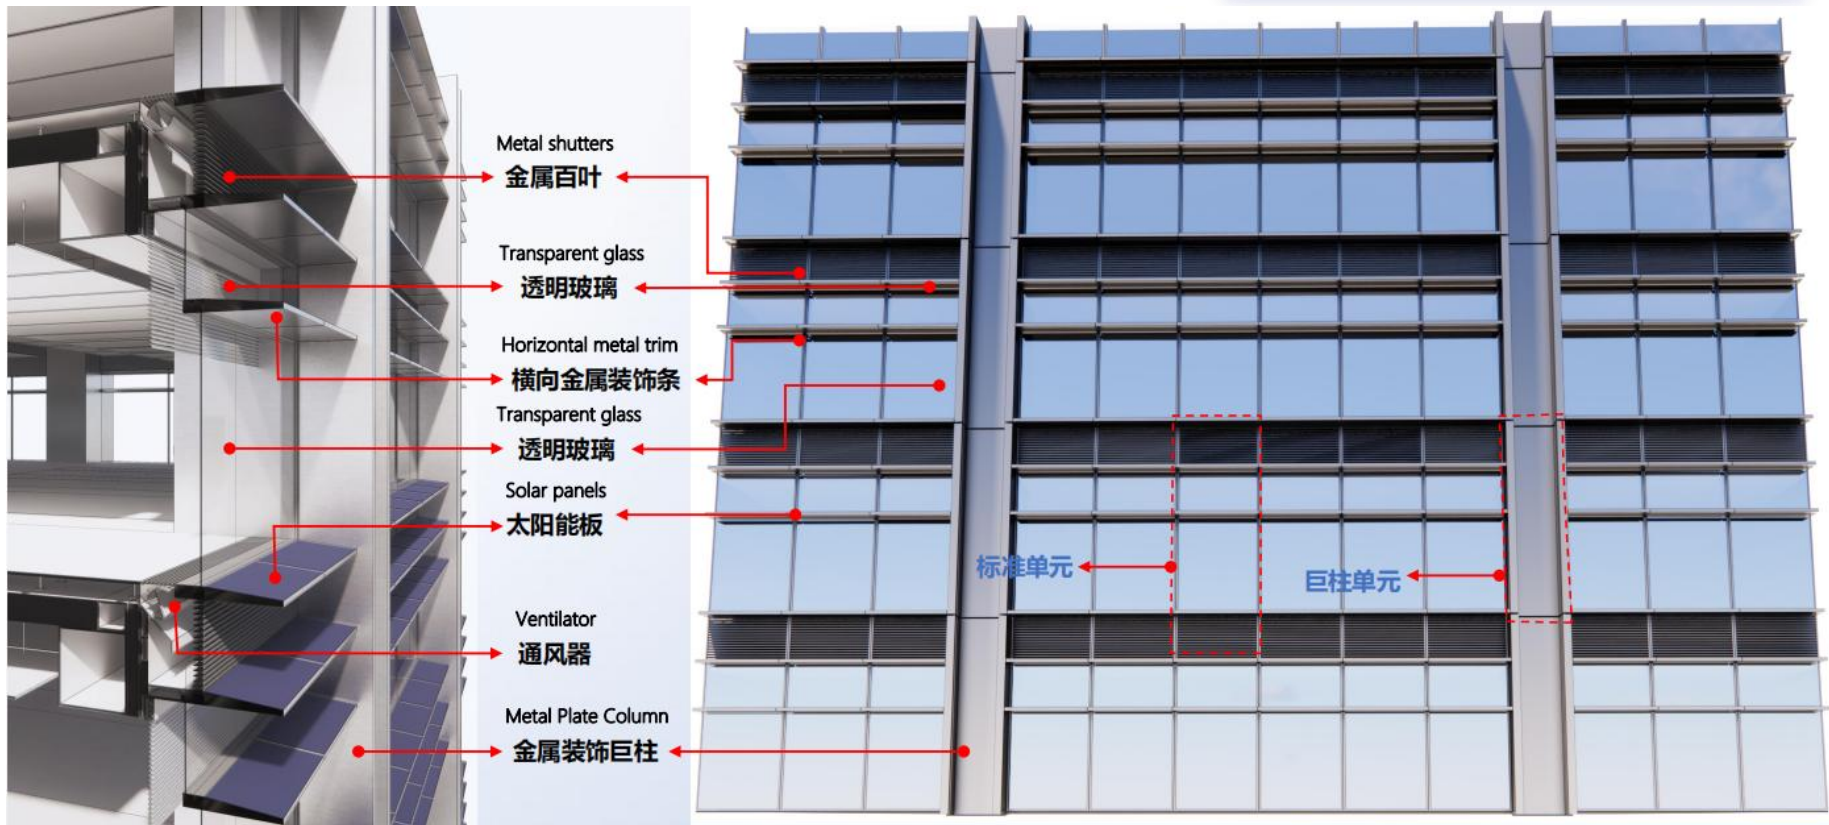 Metal shutters
金属百叶
Transparent glass
透明玻璃
Horizontal metal trim
横向金属装饰条
Transparent glass
透明玻璃
Solar panels
太阳能板
标准单元
巨柱单元
Ventilator
通风器
Metal Plate Column
金属装饰巨柱